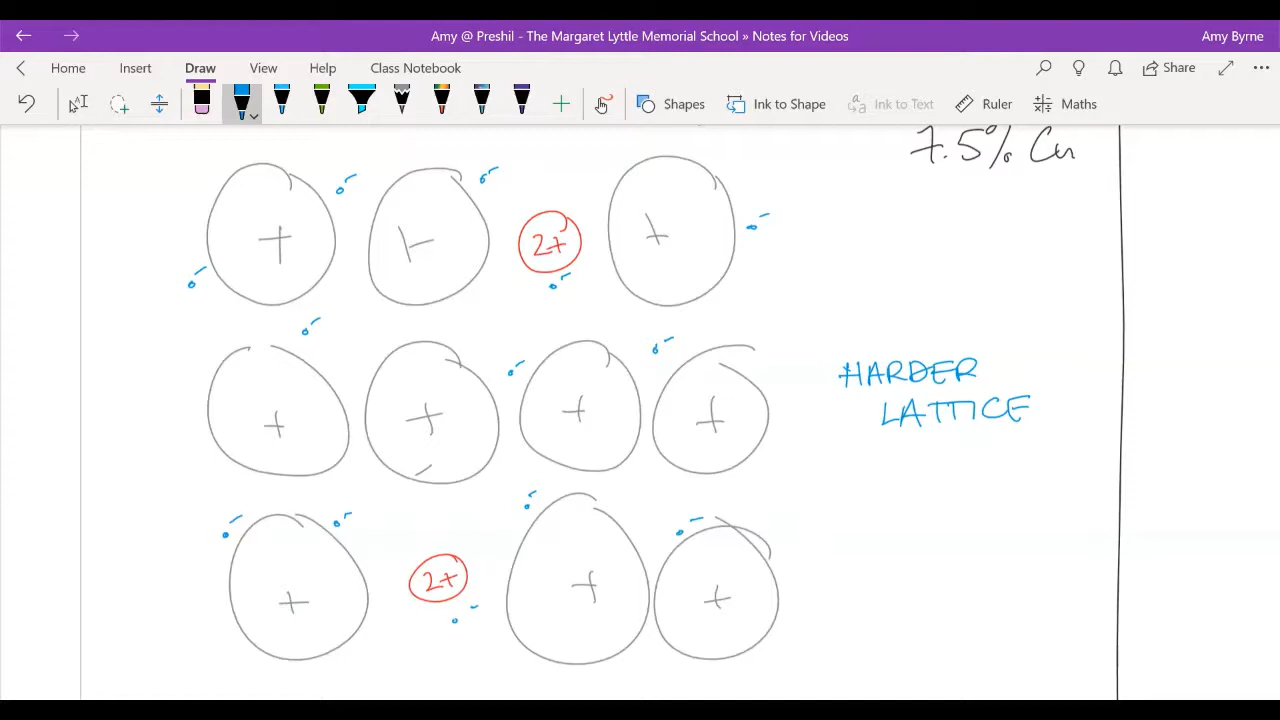 Amy @ Preshil - The Margaret Lyttle Memorial School » Notes for Videos
Amy Byrne
Home Insert Draw View Help Class Notebook
Share
Shapes Ink to Shape Ink to Text Ruler Maths
7.5% Cu
+ + 2+ +
+ + + +
HARDER
LATTICE
+ 2+ + +